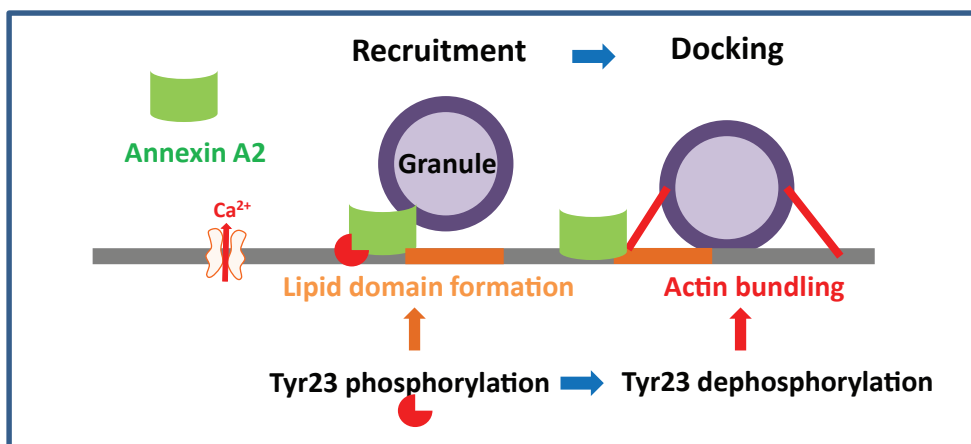 Recruitment
Docking
Annexin A2
Granule
Ca²⁺
Lipid domain formation
Actin bundling
Tyr23 phosphorylation
Tyr23 dephosphorylation